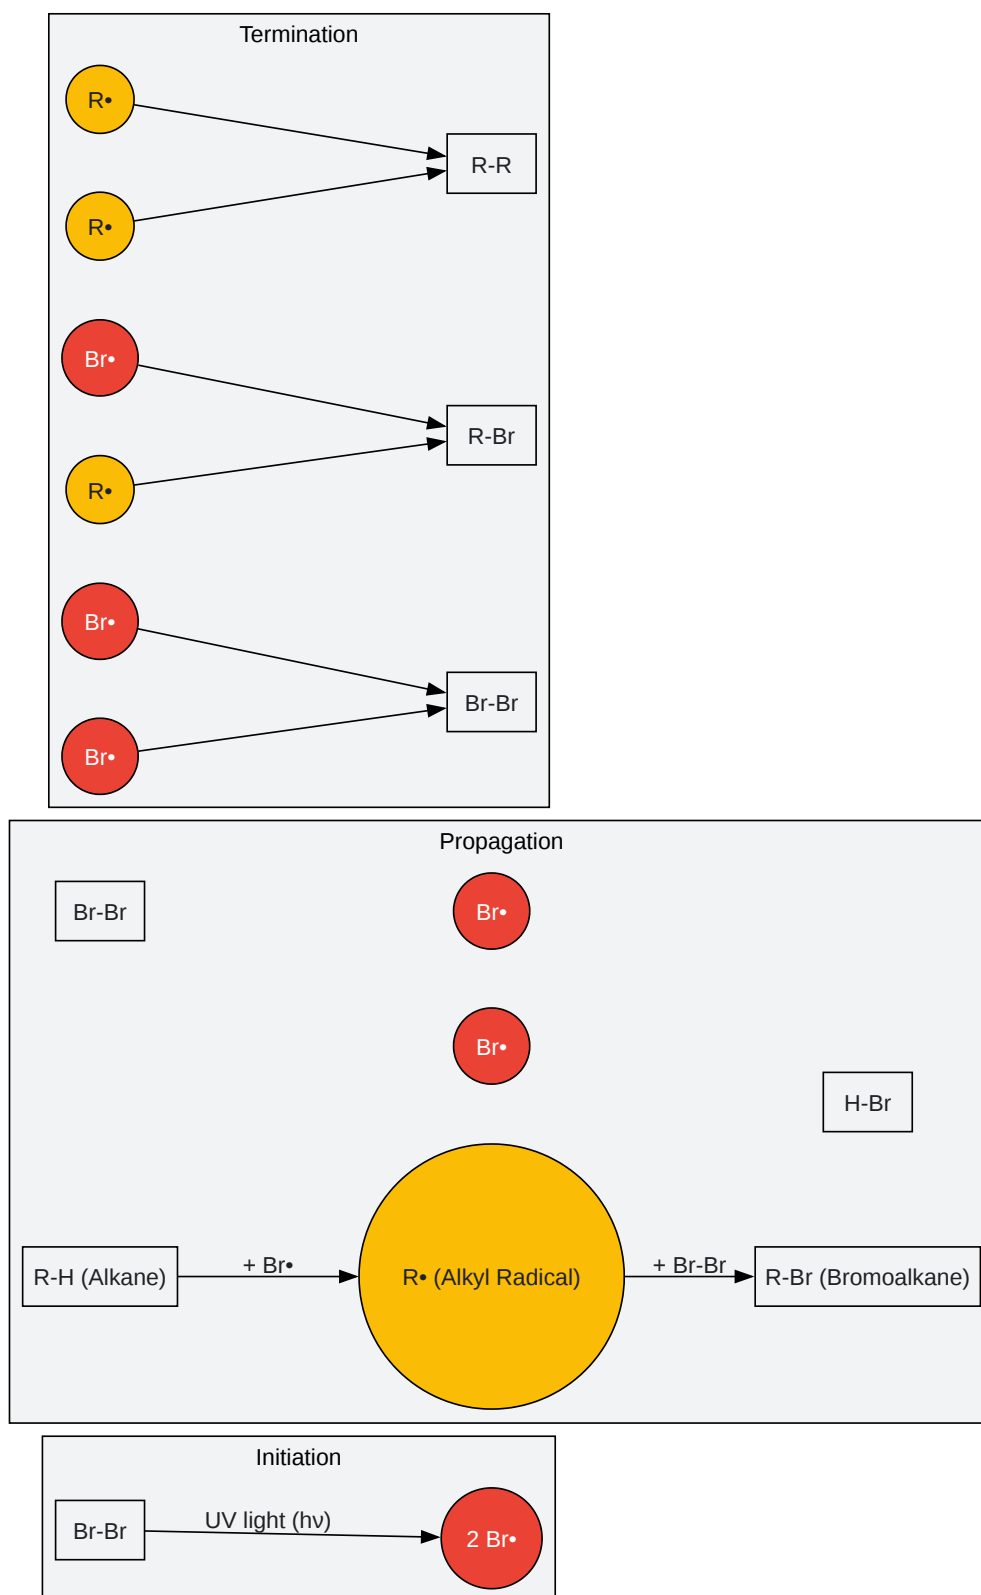 Termination
R•
R-R
R•
Br•
R-Br
R•
Br•
Br-Br
Br•
Propagation
Br-Br
Br•
Br•
H-Br
R-H (Alkane)
+ Br•
R• (Alkyl Radical)
+ Br-Br
R-Br (Bromoalkane)
Initiation
Br-Br
UV light (hν)
2 Br•